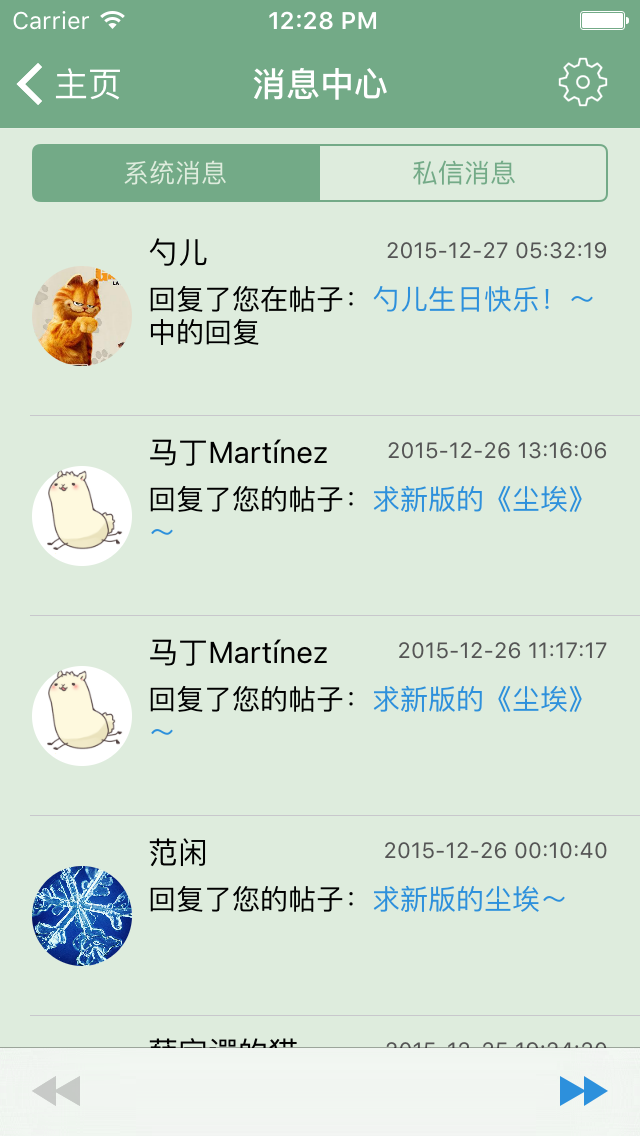 Carrier 12:28 PM
主页 消息中心
系统消息 私信消息
勺儿 2015-12-27 05:32:19
回复了您在帖子：勺儿生日快乐！～
中的回复
马丁Martínez 2015-12-26 13:16:06
回复了您的帖子：求新版的《尘埃》
～
马丁Martínez 2015-12-26 11:17:17
回复了您的帖子：求新版的《尘埃》
～
范闲 2015-12-26 00:10:40
回复了您的帖子：求新版的尘埃～